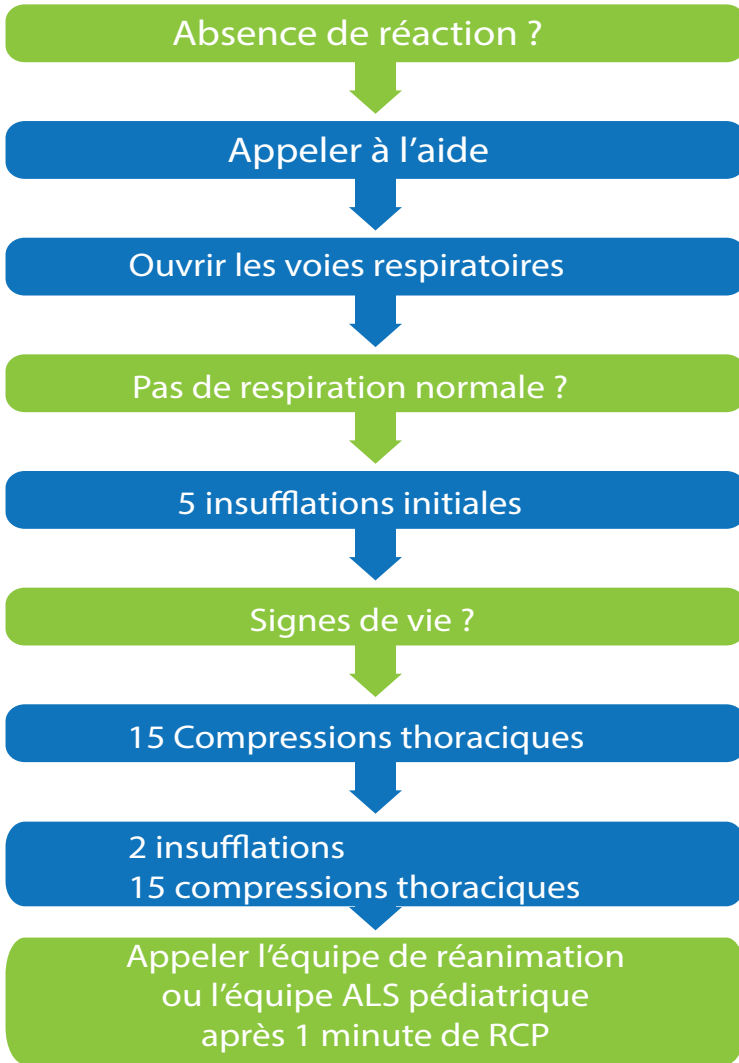 Absence de réaction ?
Appeler à l’aide
Ouvrir les voies respiratoires
Pas de respiration normale ?
5 insufflations initiales
Signes de vie ?
15 Compressions thoraciques
2 insufflations
15 compressions thoraciques
Appeler l’équipe de réanimation
ou l’équipe ALS pédiatrique
après 1 minute de RCP